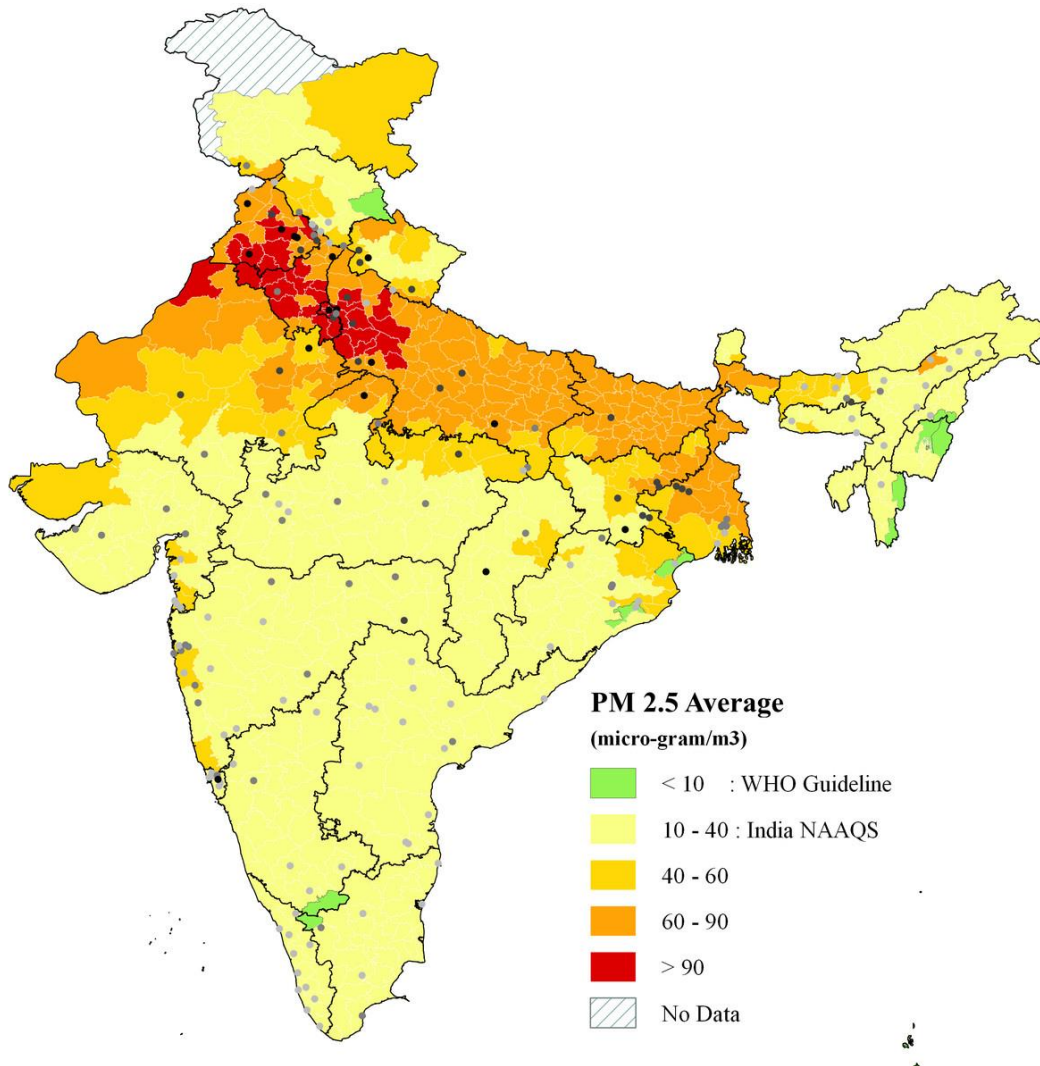 PM 2.5 Average
(micro-gram/m3)
< 10 : WHO Guideline
10 - 40 : India NAAQS
40 - 60
60 - 90
> 90
No Data